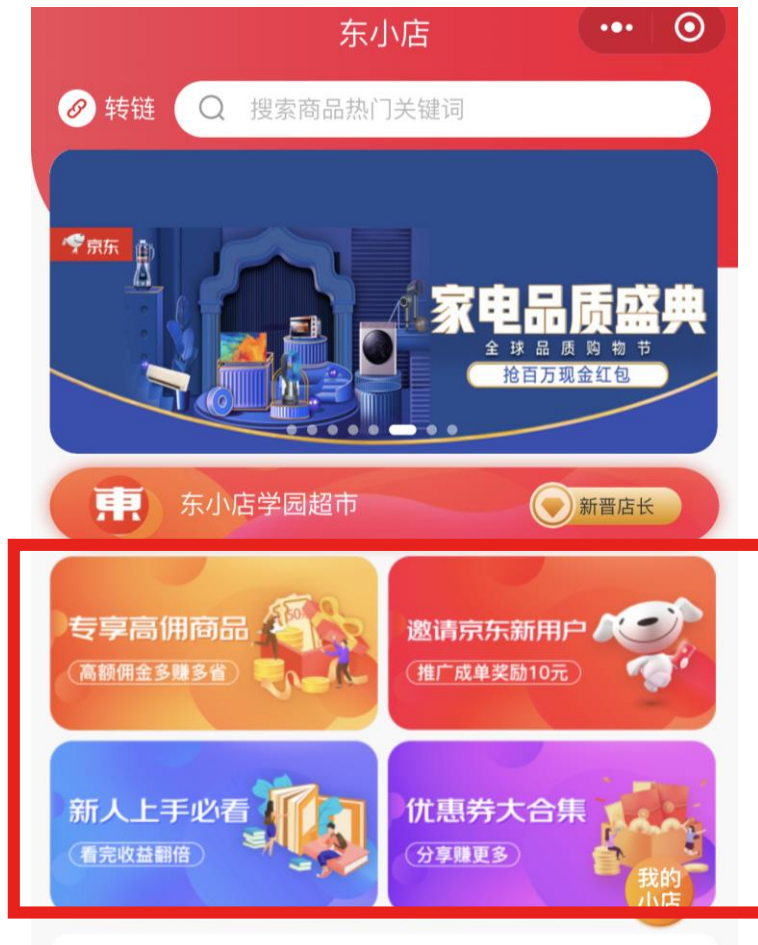 东小店
转链
搜索商品热门关键词
京东
家电品质盛典
全球品质购物节
抢百万现金红包
東
东小店学园超市
新晋店长
专享高佣商品
高额佣金多赚多省
邀请京东新用户
推广成单奖励10元
新人上手必看
看完收益翻倍
优惠券大合集
分享赚更多
我的
小店